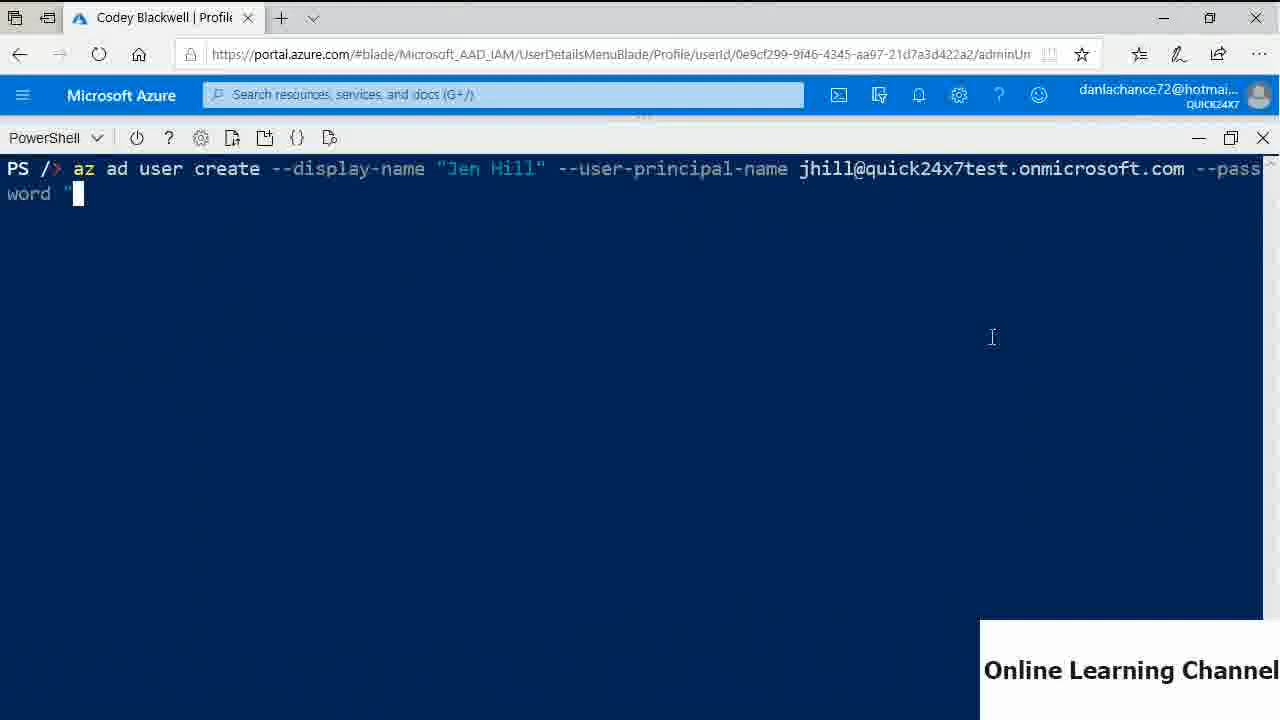 Codey Blackwell | Profile
https://portal.azure.com/#blade/Microsoft_AAD_IAM/UserDetailsMenuBlade/Profile/userId/0e9cf299-9f46-4345-aa97-21d7a3d422a2/adminUn
Microsoft Azure
Search resources, services, and docs (G+/)
danlachance72@hotmai...
QUICK24X7
PowerShell
PS /> az ad user create --display-name "Jen Hill" --user-principal-name jhill@quick24x7test.onmicrosoft.com --pass
word "
Online Learning Channel